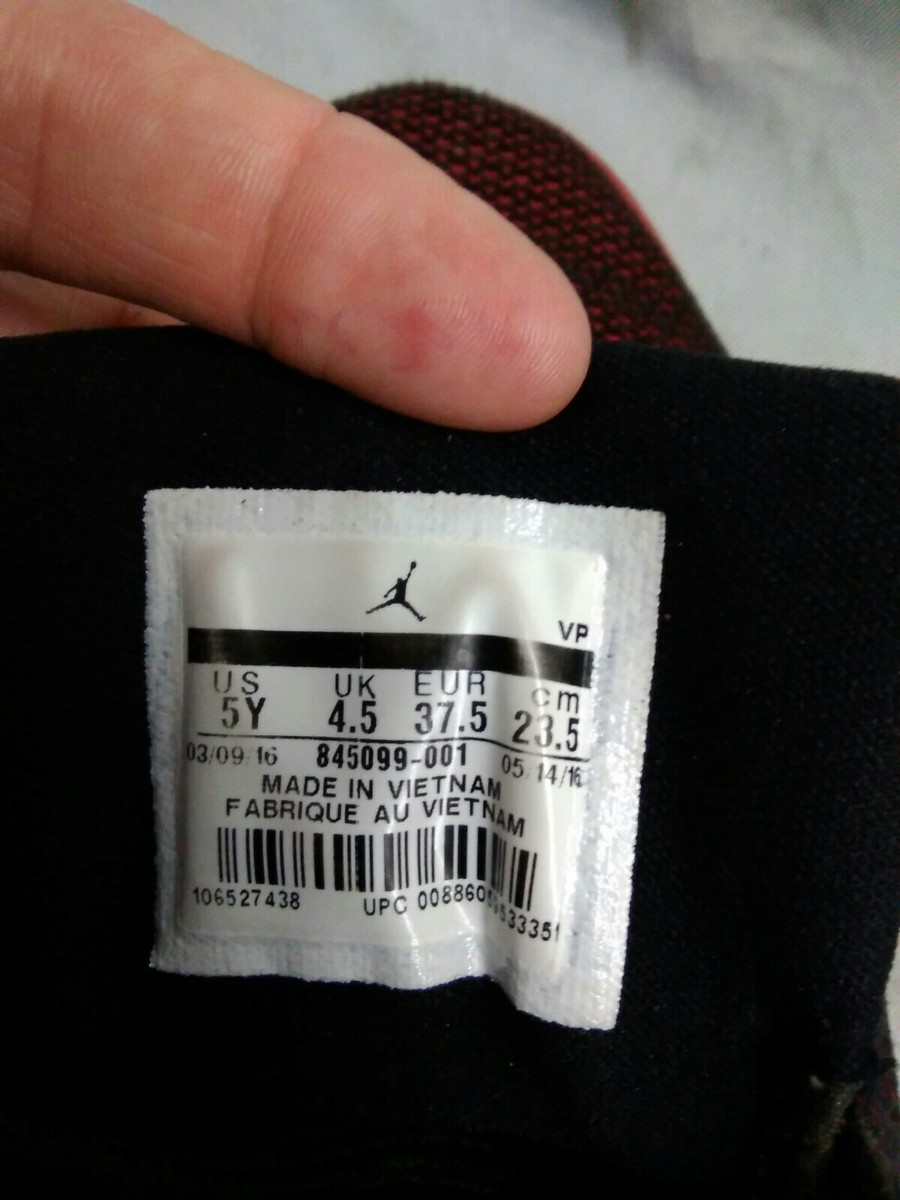 VP
US UK EUR cm
5Y 4.5 37.5 23.5
03/09/16 845099-001 05/14/16
MADE IN VIETNAM
FABRIQUE AU VIETNAM
106527438 UPC